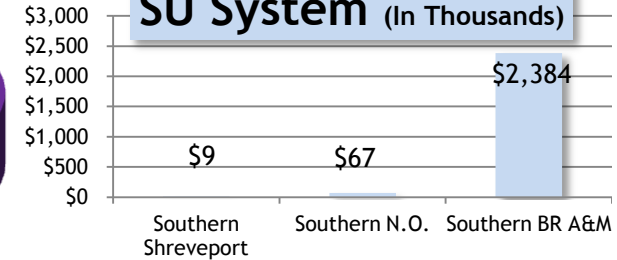 SU System (In Thousands)
$3,000
$2,500
$2,000
$1,500
$1,000
$500
$0
$9
$67
$2,384
Southern Shreveport
Southern N.O.
Southern BR A&M